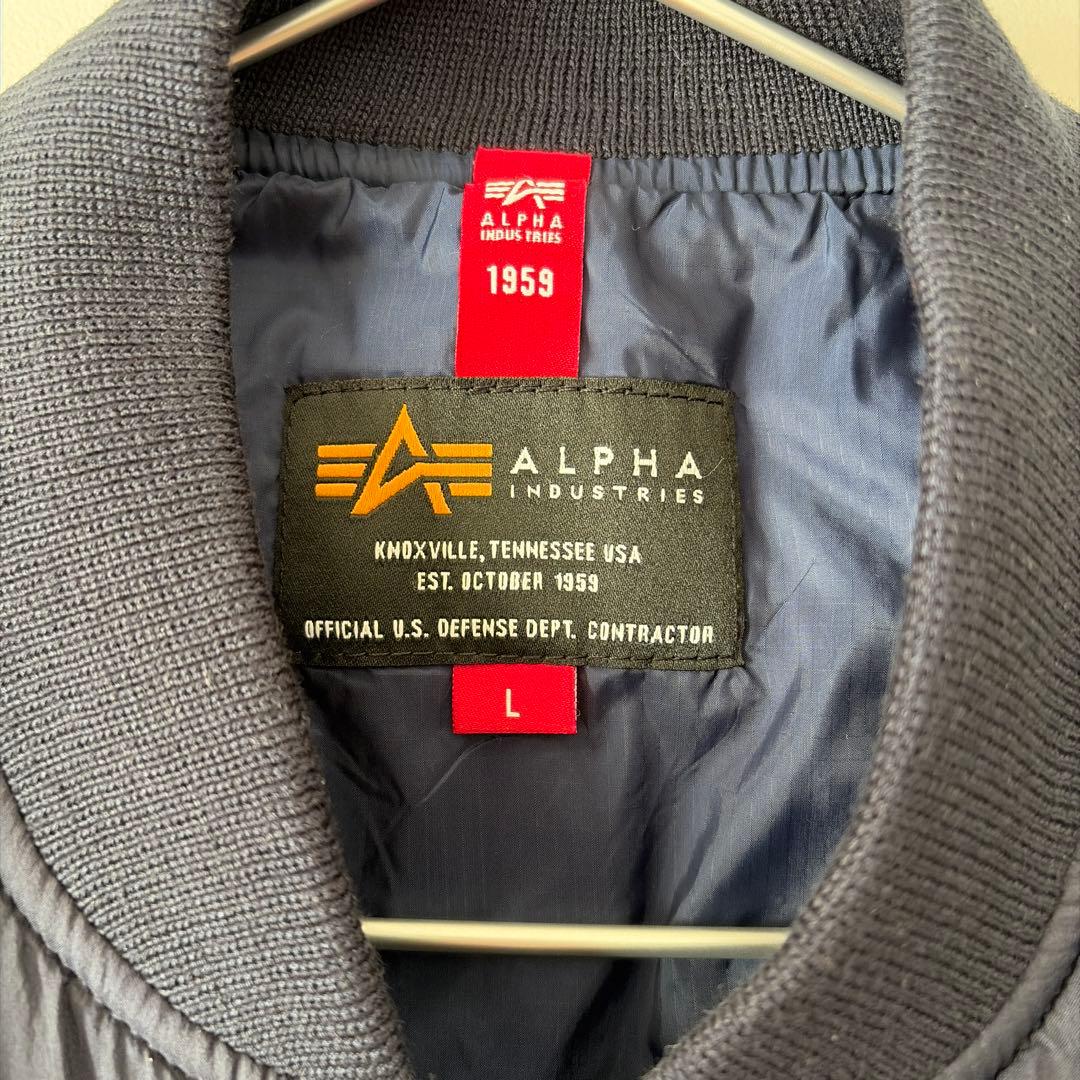 ALPHA
INDUSTRIES
1959
ALPHA
INDUSTRIES
KNOXVILLE, TENNESSEE USA
EST. OCTOBER 1959
OFFICIAL U.S. DEFENSE DEPT. CONTRACTOR
L